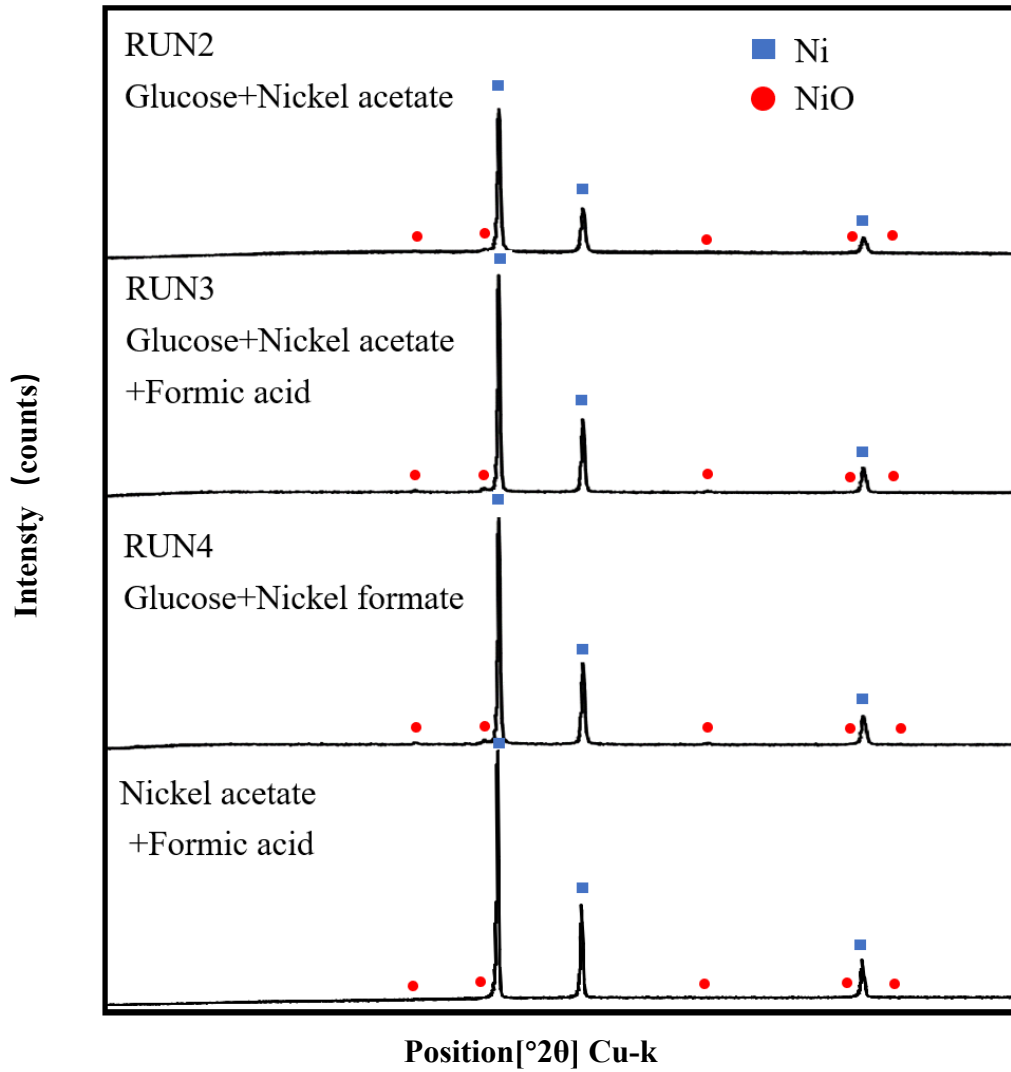 RUN2
Glucose+Nickel acetate
Ni
NiO
RUN3
Glucose+Nickel acetate
+Formic acid
RUN4
Glucose+Nickel formate
Nickel acetate
+Formic acid
Intensty (counts)
Position[°2θ] Cu-k